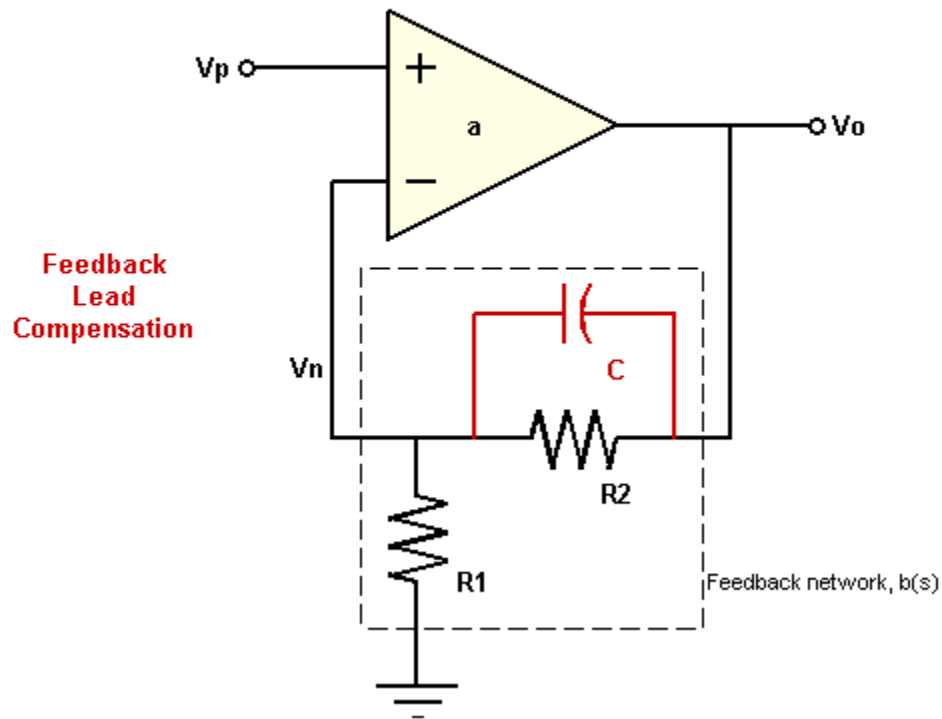 Vp
+
a
Vo
−
Feedback
Lead
Compensation
Vn
C
R2
R1
Feedback network, b(s)